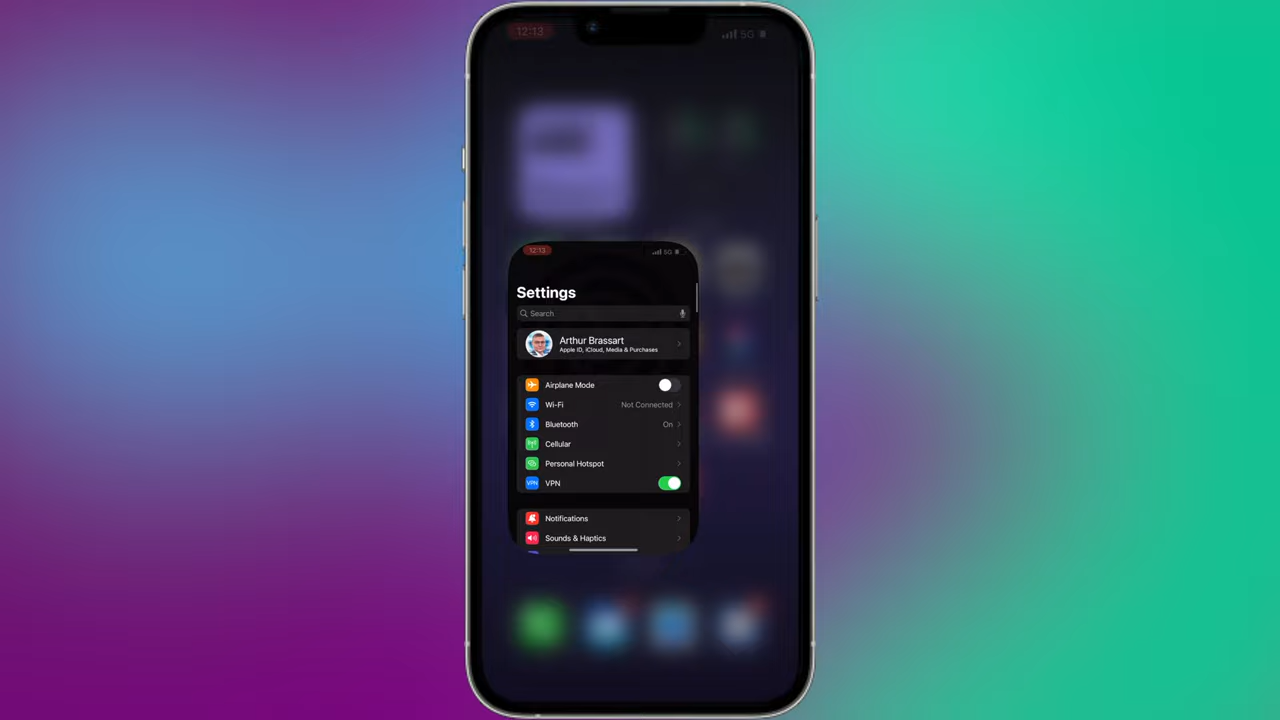 12:13
5G
12:13
5G
Settings
Search
Arthur Brassart
Apple ID, iCloud, Media & Purchases
Airplane Mode
Wi-Fi Not Connected
Bluetooth On
Cellular
Personal Hotspot
VPN VPN
Notifications
Sounds & Haptics